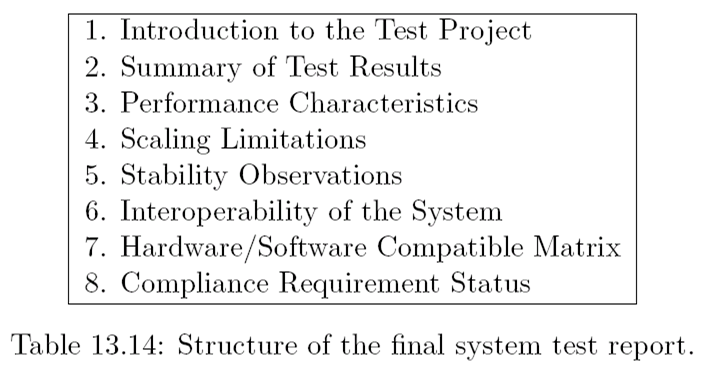 1. Introduction to the Test Project
2. Summary of Test Results
3. Performance Characteristics
4. Scaling Limitations
5. Stability Observations
6. Interoperability of the System
7. Hardware/Software Compatible Matrix
8. Compliance Requirement Status
Table 13.14: Structure of the final system test report.